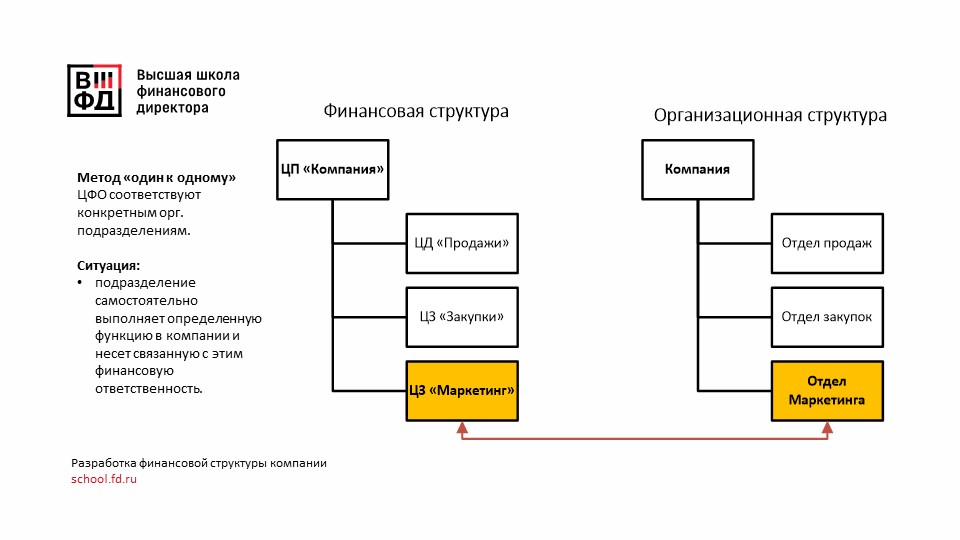 ВШ
ФД
Высшая школа
финансового
директора
Финансовая структура
Организационная структура
Метод «один к одному»
ЦФО соответствуют
конкретным орг.
подразделениям.
Ситуация:
• подразделение
самостоятельно
выполняет определенную
функцию в компании и
несет связанную с этим
финансовую
ответственность.
ЦП «Компания»
ЦД «Продажи»
ЦЗ «Закупки»
ЦЗ «Маркетинг»
Компания
Отдел продаж
Отдел закупок
Отдел
Маркетинга
Разработка финансовой структуры компании
school.fd.ru